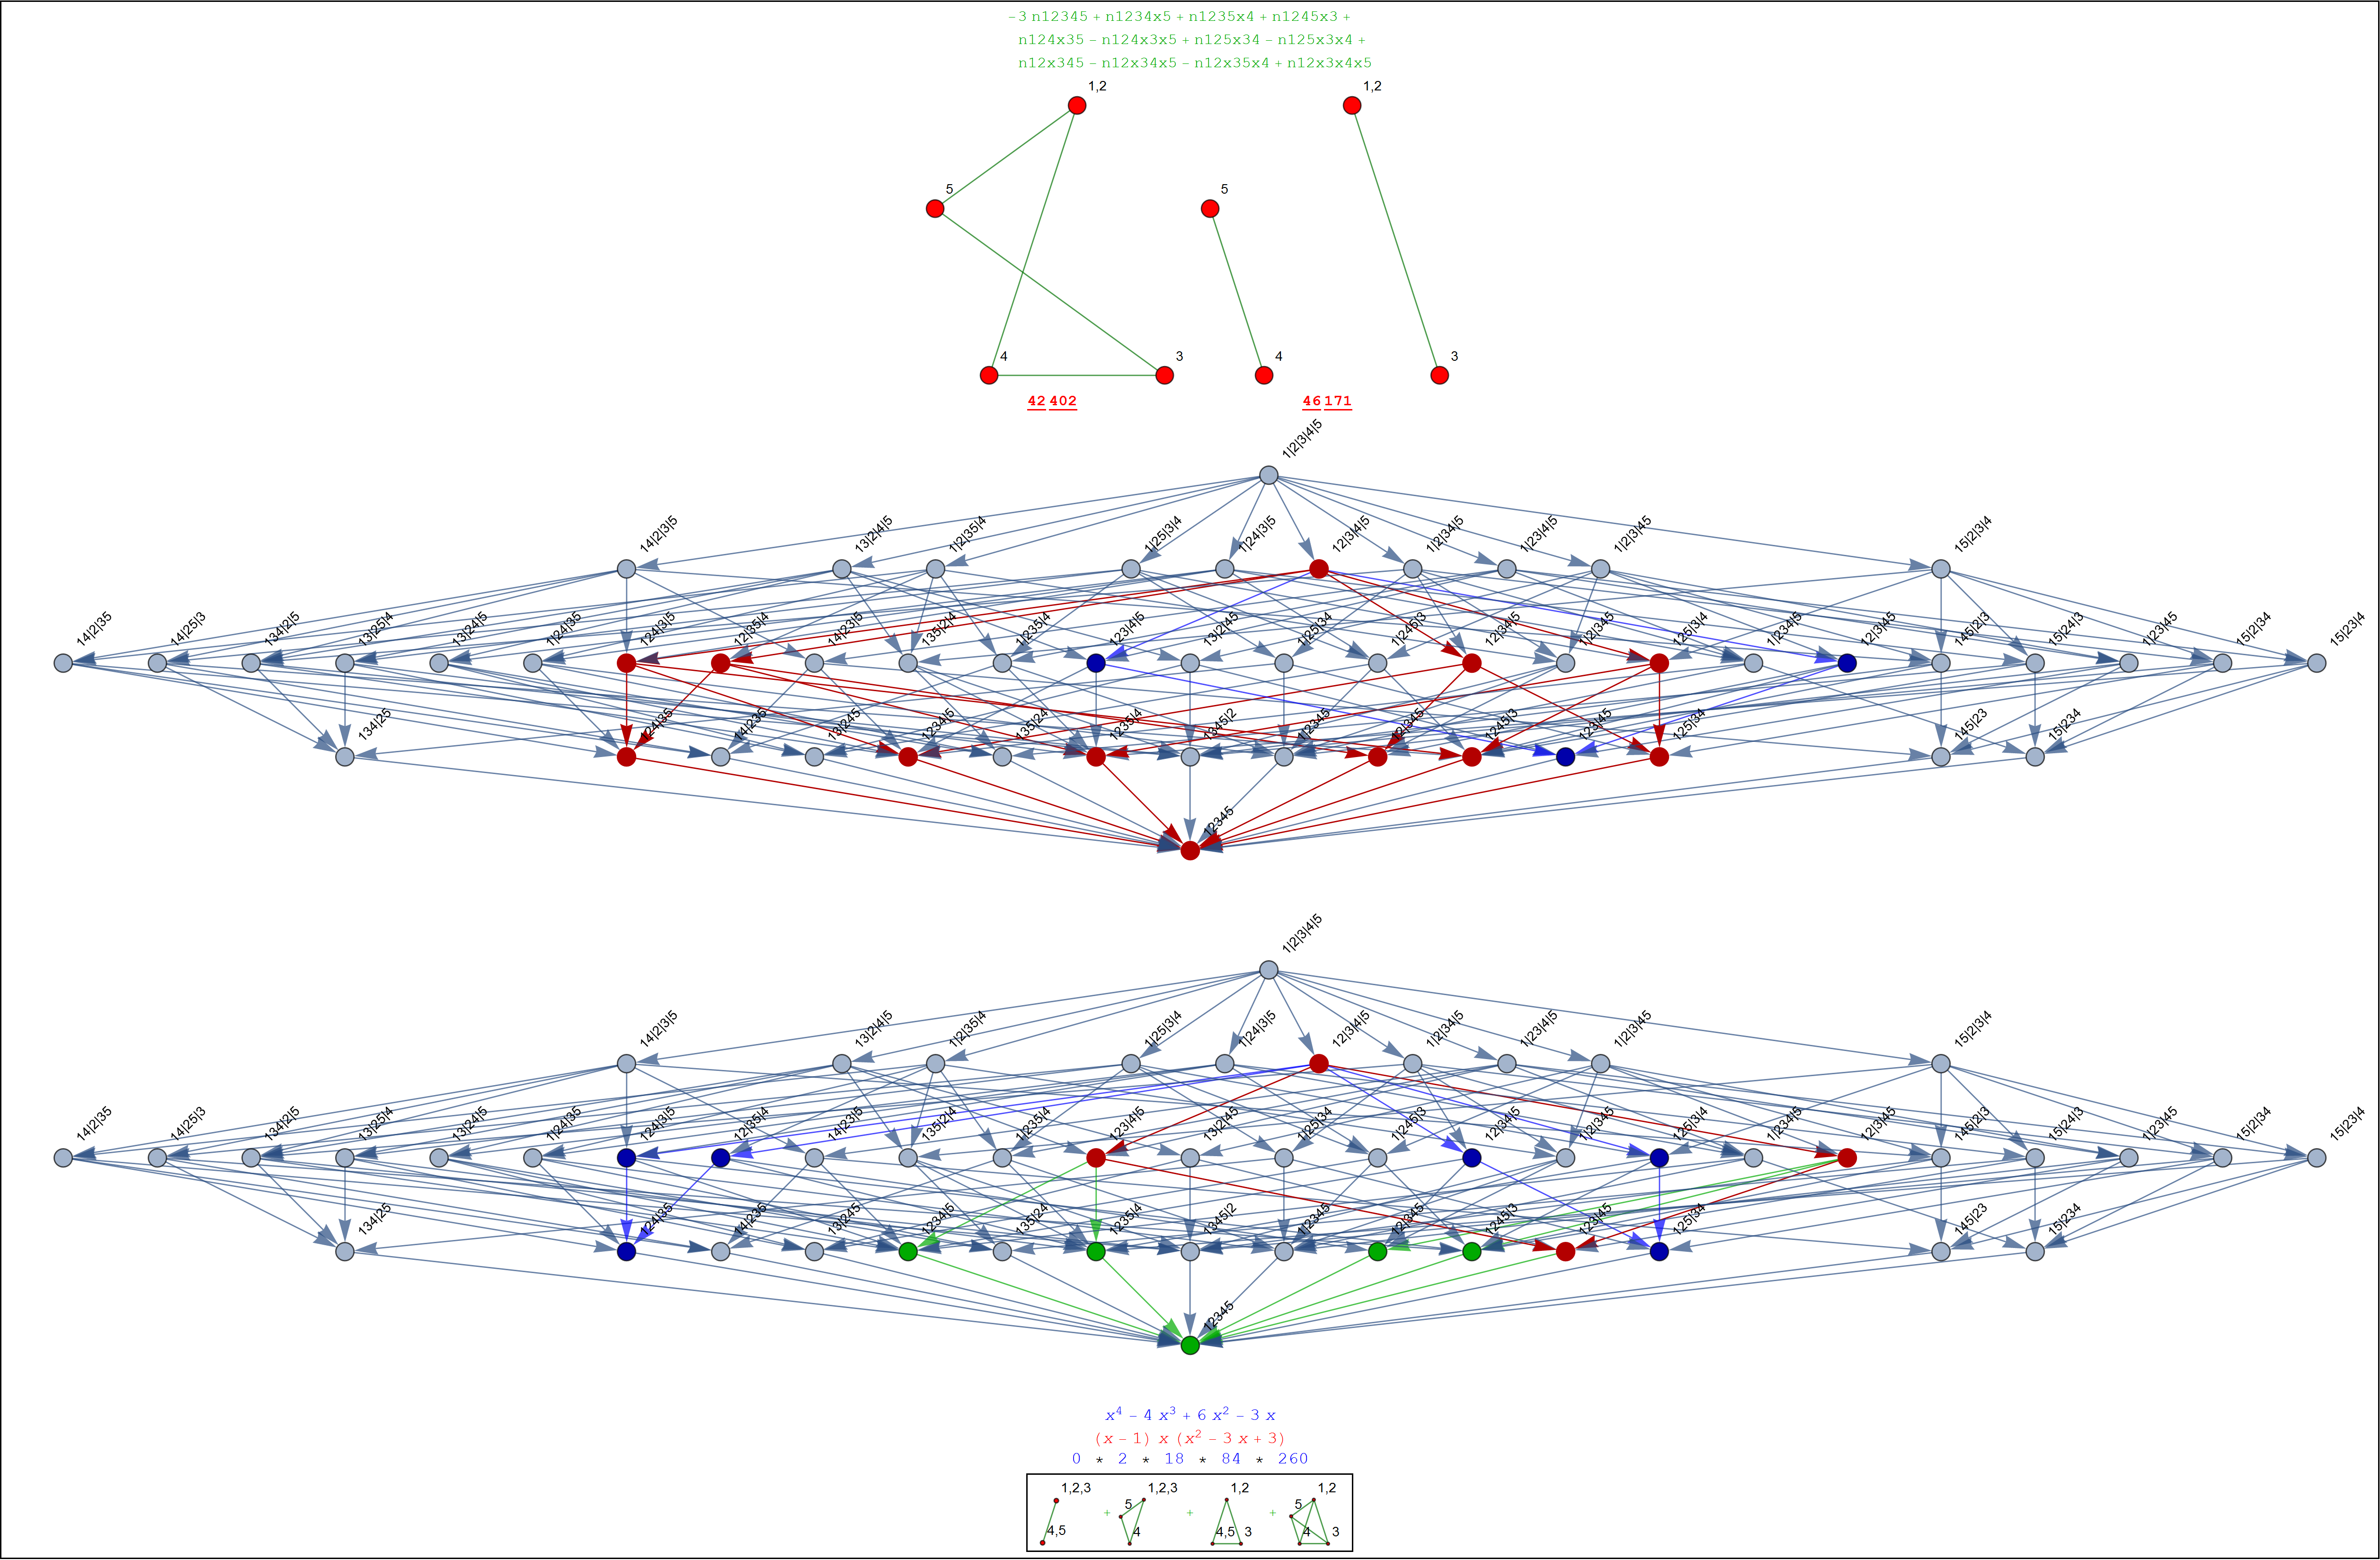 -3 n12345 + n1234x5 + n1235x4 + n1245x3 +
n124x35 - n124x3x5 + n125x34 - n125x3x4 +
n12x345 - n12x34x5 - n12x35x4 + n12x3x4x5
1,2 1,2
5 5
4 3 4 3
42 402 46 171
1|2|3|4|5
14|2|3|5 13|2|4|5 1|2|35|4 1|25|3|4 1|24|3|5 12|3|4|5 1|2|34|5 1|23|4|5 1|2|3|45 15|2|3|4
14|2|35 14|25|3 134|2|5 13|25|4 13|24|5 1|24|35 124|3|5 12|35|4 14|23|5 135|2|4 1|235|4 123|4|5 13|2|45 1|25|34 1|245|3 12|34|5 1|2|345 125|3|4 1|234|5 12|3|45 145|2|3 15|24|3 1|23|45 15|2|34 15|23|4
134|25 124|35 14|235 13|245 1234|5 135|24 1235|4 1345|2 1|2345 12|345 1245|3 123|45 125|34 145|23 15|234
12345
1|2|3|4|5
14|2|3|5 13|2|4|5 1|2|35|4 1|25|3|4 1|24|3|5 12|3|4|5 1|2|34|5 1|23|4|5 1|2|3|45 15|2|3|4
14|2|35 14|25|3 134|2|5 13|25|4 13|24|5 1|24|35 124|3|5 12|35|4 14|23|5 135|2|4 1|235|4 123|4|5 13|2|45 1|25|34 1|245|3 12|34|5 1|2|345 125|3|4 1|234|5 12|3|45 145|2|3 15|24|3 1|23|45 15|2|34 15|23|4
134|25 124|35 14|235 13|245 1234|5 135|24 1235|4 1345|2 1|2345 12|345 1245|3 123|45 125|34 145|23 15|234
12345
x⁴ - 4 x³ + 6 x² - 3 x
(x - 1) x (x² - 3 x + 3)
0 * 2 * 18 * 84 * 260
1,2,3 1,2,3 1,2 1,2
+ 5 + + 5
4,5 4 4,5 3 4 3